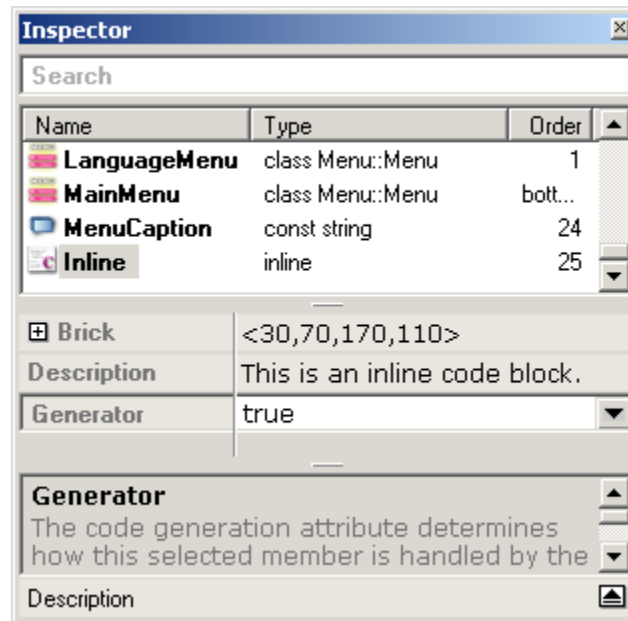 Inspector
Search
Name Type Order
LanguageMenu class Menu::Menu 1
MainMenu class Menu::Menu bott...
MenuCaption const string 24
Inline inline 25
Brick <30,70,170,110>
Description This is an inline code block.
Generator true
Generator
The code generation attribute determines
how this selected member is handled by the
Description